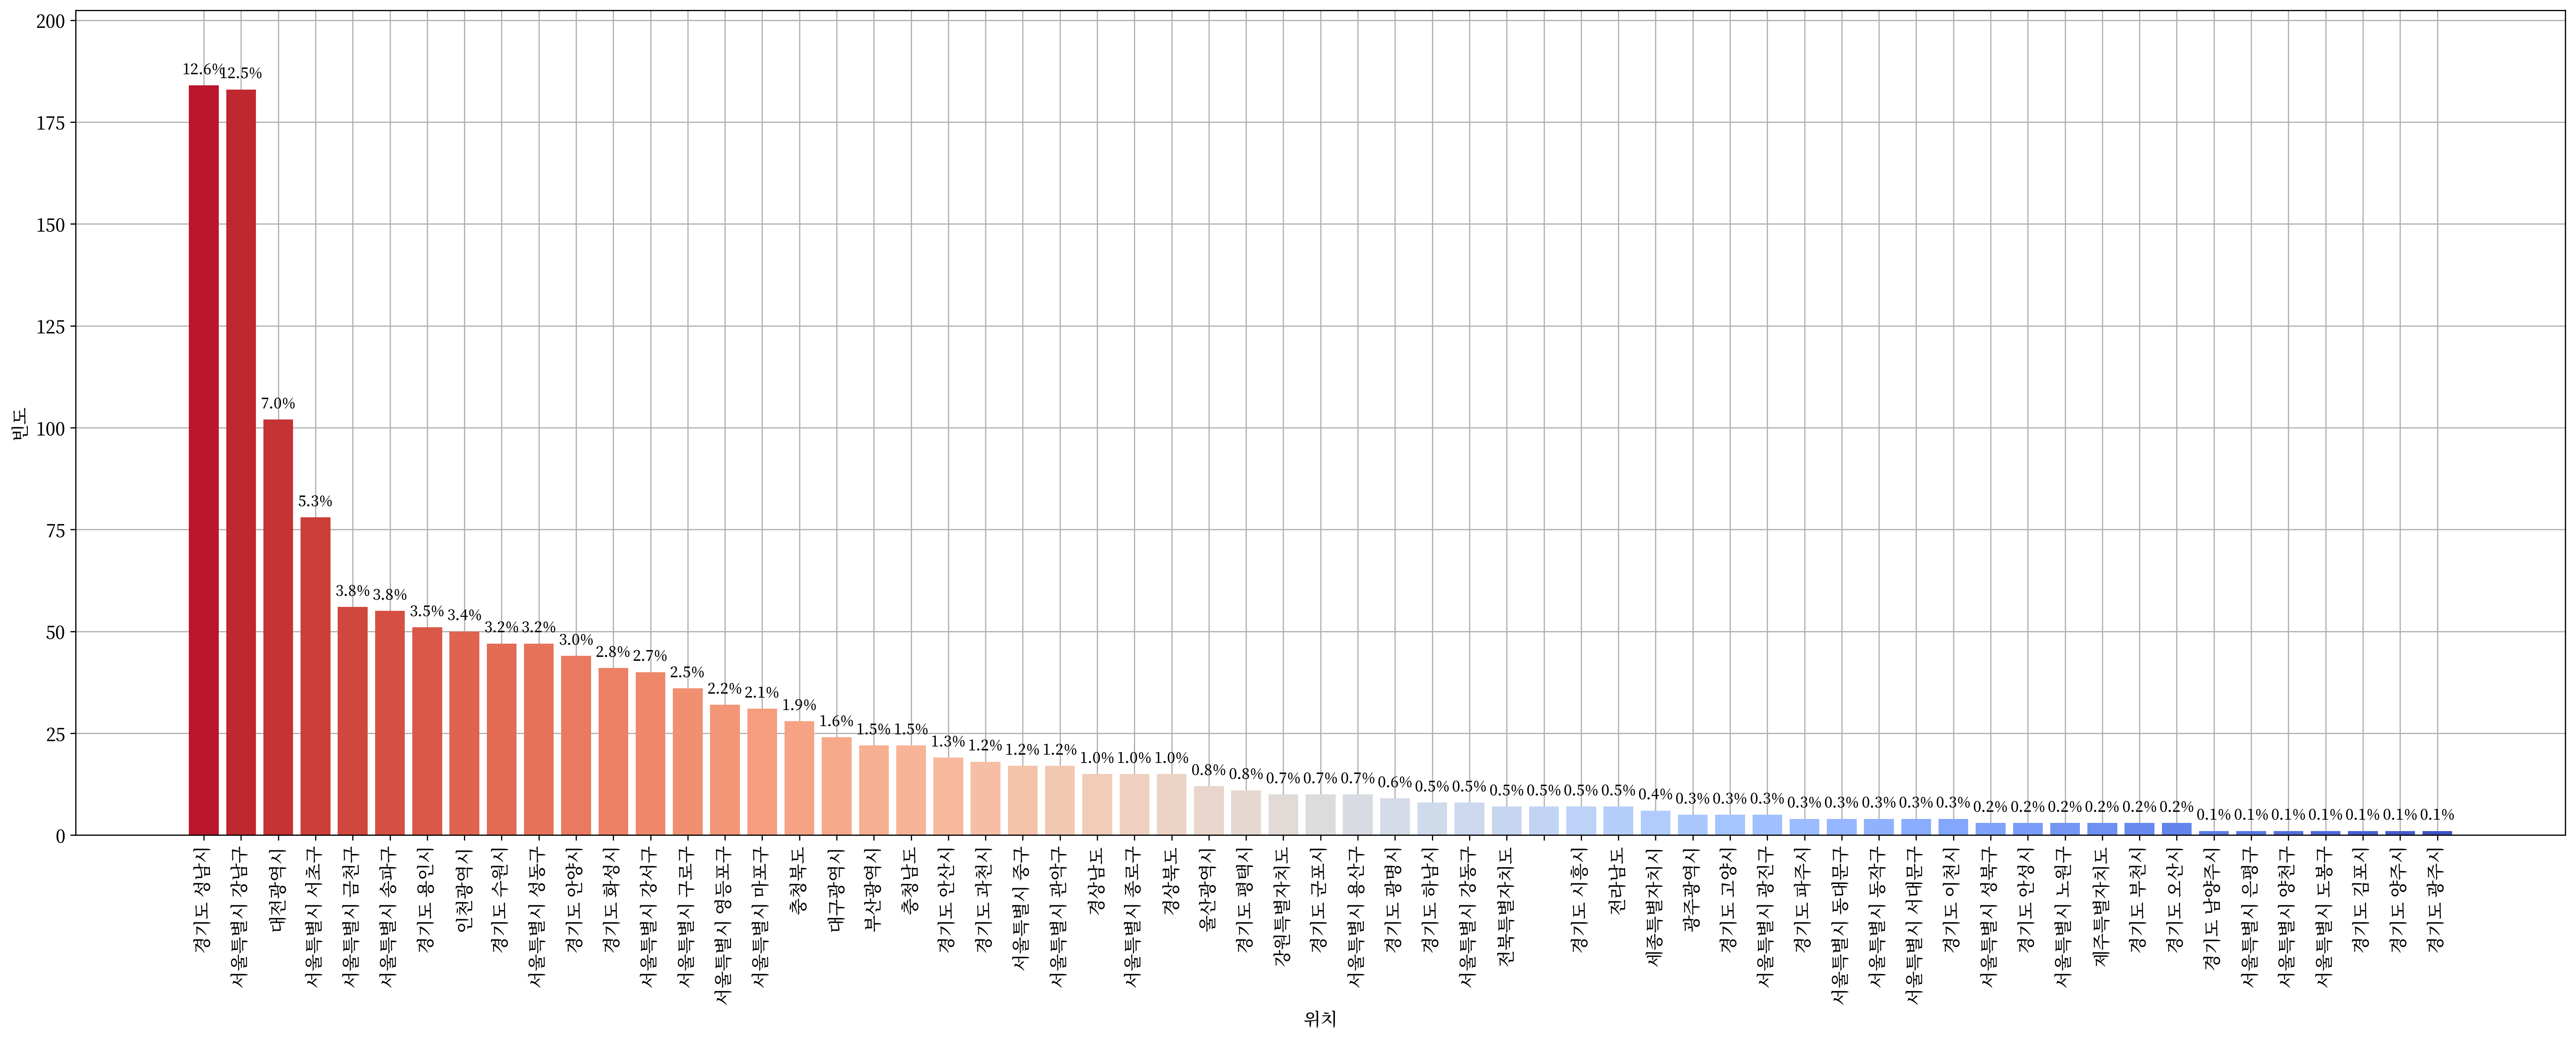 빈도
200
175
150
125
100
75
50
25
0
12.6%
12.5%
7.0%
5.3%
3.8%
3.8%
3.5%
3.4%
3.2%
3.2%
3.0%
2.8%
2.7%
2.5%
2.2%
2.1%
1.9%
1.6%
1.5%
1.5%
1.3%
1.2%
1.2%
1.2%
1.0%
1.0%
1.0%
0.8%
0.8%
0.7%
0.7%
0.7%
0.6%
0.5%
0.5%
0.5%
0.5%
0.5%
0.5%
0.4%
0.3%
0.3%
0.3%
0.3%
0.3%
0.3%
0.3%
0.3%
0.2%
0.2%
0.2%
0.2%
0.2%
0.2%
0.1%
0.1%
0.1%
0.1%
0.1%
0.1%
0.1%
경기도 성남시
서울특별시 강남구
대전광역시
서울특별시 서초구
서울특별시 금천구
서울특별시 송파구
경기도 용인시
인천광역시
경기도 수원시
서울특별시 성동구
경기도 안양시
경기도 화성시
서울특별시 강서구
서울특별시 구로구
서울특별시 영등포구
서울특별시 마포구
충청북도
대구광역시
부산광역시
충청남도
경기도 안산시
경기도 과천시
서울특별시 중구
서울특별시 관악구
경상남도
서울특별시 종로구
경상북도
울산광역시
경기도 평택시
강원특별자치도
경기도 군포시
서울특별시 용산구
경기도 광명시
경기도 하남시
서울특별시 강동구
전북특별자치도
경기도 시흥시
전라남도
세종특별자치시
광주광역시
경기도 고양시
서울특별시 광진구
경기도 파주시
서울특별시 동대문구
서울특별시 동작구
서울특별시 서대문구
경기도 이천시
서울특별시 성북구
경기도 안성시
서울특별시 노원구
제주특별자치도
경기도 부천시
경기도 오산시
경기도 남양주시
서울특별시 은평구
서울특별시 양천구
서울특별시 도봉구
경기도 김포시
경기도 양주시
경기도 광주시
위치